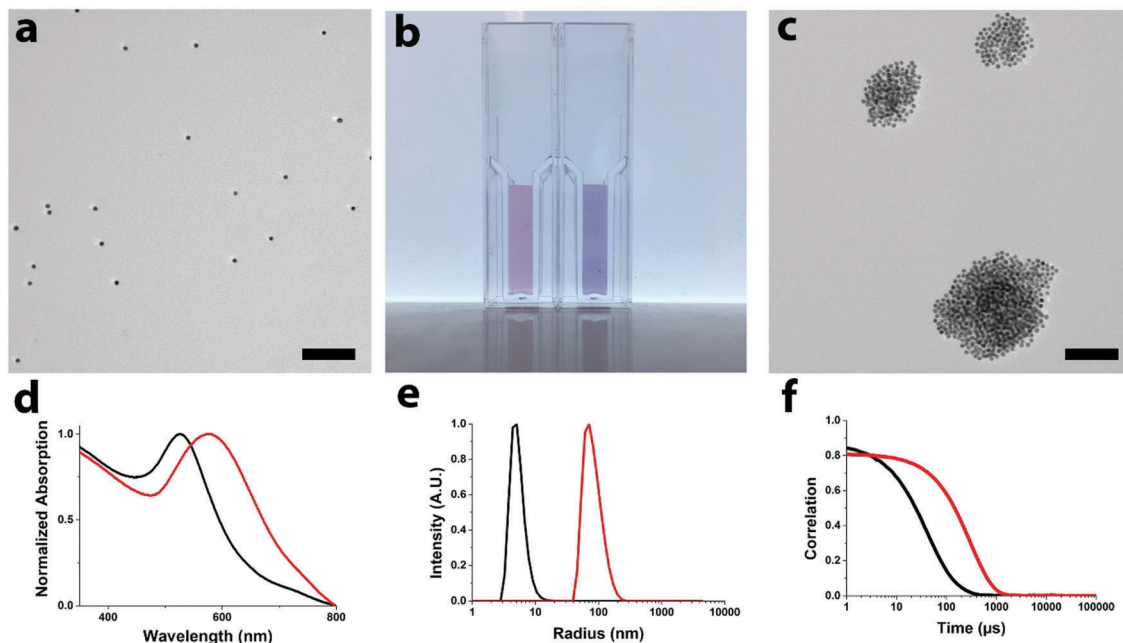 a
b
c
d
Normalized Absorption
1.0
0.5
0.0
400
600
800
Wavelength (nm)
e
Intensity (A.U.)
1.0
0.8
0.6
0.4
0.2
0.0
1
10
100
1000
10000
Radius (nm)
f
Correlation
1.0
0.8
0.6
0.4
0.2
0.0
1
10
100
1000
10000
100000
Time (μs)